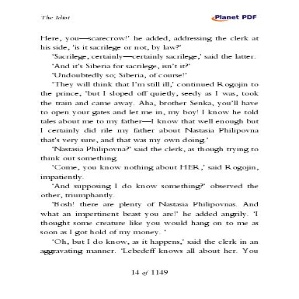 The Idiot
Planet PDF
Here, you—scarecrow!' he added, addressing the clerk at
his side, 'is it sacrilege or not, by law?'
'Sacrilege, certainly—certainly sacrilege,' said the latter.
'And it's Siberia for sacrilege, isn't it?'
'Undoubtedly so; Siberia, of course!'
'They will think that I'm still ill,' continued Rogojin to
the prince, 'but I sloped off quietly, seedy as I was, took
the train and came away. Aha, brother Senka, you'll have
to open your gates and let me in, my boy! I know he told
tales about me to my father—I know that well enough but
I certainly did rile my father about Nastasia Philipovna
that's very sure, and that was my own doing.'
'Nastasia Philipovna?' said the clerk, as though trying to
think out something.
'Come, you know nothing about HER,' said Rogojin,
impatiently.
'And supposing I do know something?' observed the
other, triumphantly.
'Bosh! there are plenty of Nastasia Philipovnas. And
what an impertinent beast you are!' he added angrily. 'I
thought some creature like you would hang on to me as
soon as I got hold of my money. '
'Oh, but I do know, as it happens,' said the clerk in an
aggravating manner. 'Lebedeff knows all about her. You
14 of 1149